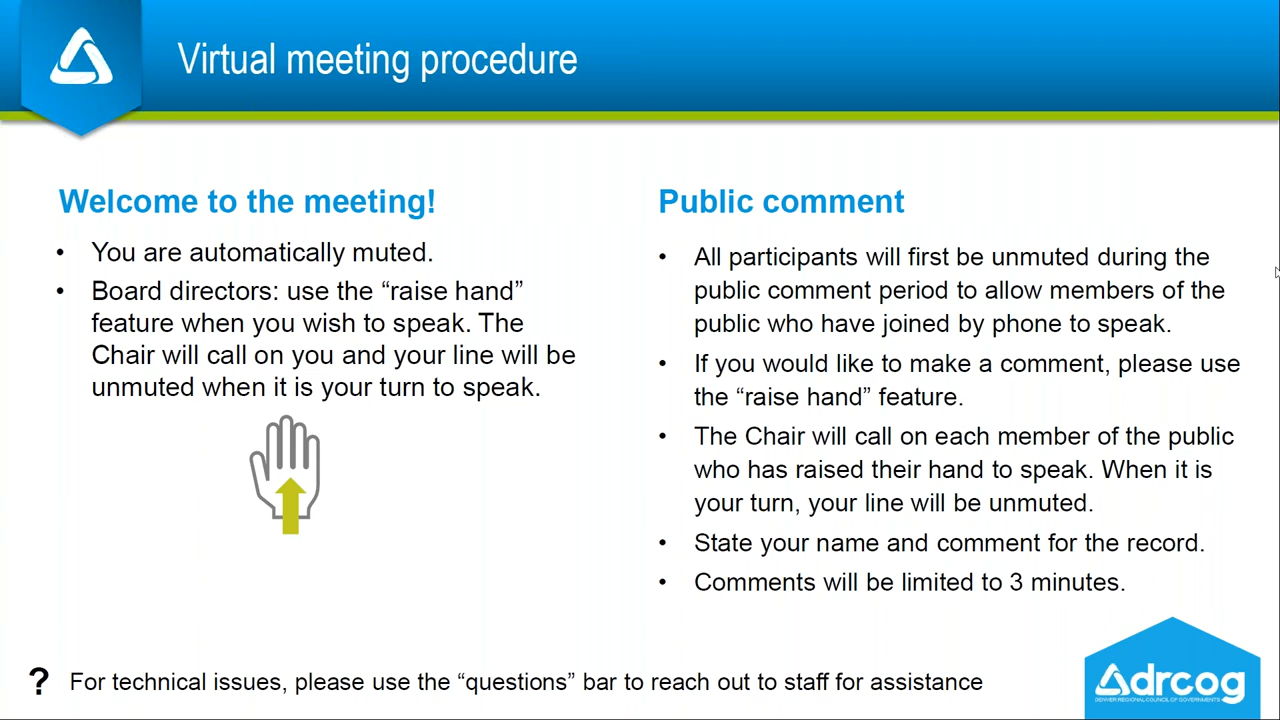 Virtual meeting procedure
Welcome to the meeting!
• You are automatically muted.
• Board directors: use the “raise hand”
feature when you wish to speak. The
Chair will call on you and your line will be
unmuted when it is your turn to speak.
Public comment
• All participants will first be unmuted during the
public comment period to allow members of the
public who have joined by phone to speak.
• If you would like to make a comment, please use
the “raise hand” feature.
• The Chair will call on each member of the public
who has raised their hand to speak. When it is
your turn, your line will be unmuted.
• State your name and comment for the record.
• Comments will be limited to 3 minutes.
? For technical issues, please use the “questions” bar to reach out to staff for assistance
drcog
DENVER REGIONAL COUNCIL OF GOVERNMENTS